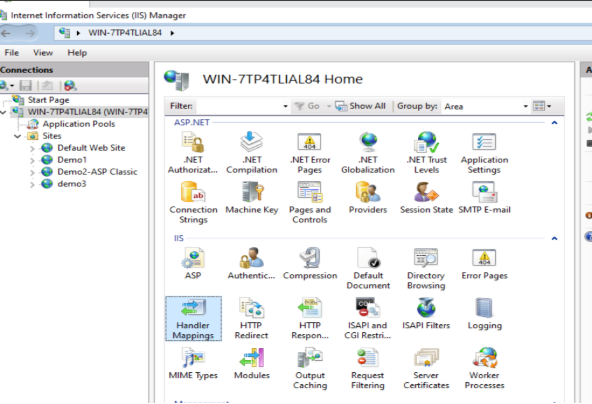 Internet Information Services (IIS) Manager
WIN-7TP4TLIAL84
File View Help
Connections
Start Page
WIN-7TP4TLIAL84 (WIN-7TP4
Application Pools
Sites
Default Web Site
Demo1
Demo2-ASP Classic
demo3
WIN-7TP4TLIAL84 Home
Filter: Go Show All Group by: Area
ASP.NET
.NET Authorizat...
.NET Compilation
.NET Error Pages
.NET Globalization
.NET Trust Levels
Application Settings
Connection Strings
Machine Key
Pages and Controls
Providers
Session State
SMTP E-mail
IIS
ASP
Authentic...
Compression
Default Document
Directory Browsing
Error Pages
Handler Mappings
HTTP Redirect
HTTP Respon...
ISAPI and CGI Restri...
ISAPI Filters
Logging
MIME Types
Modules
Output Caching
Request Filtering
Server Certificates
Worker Processes